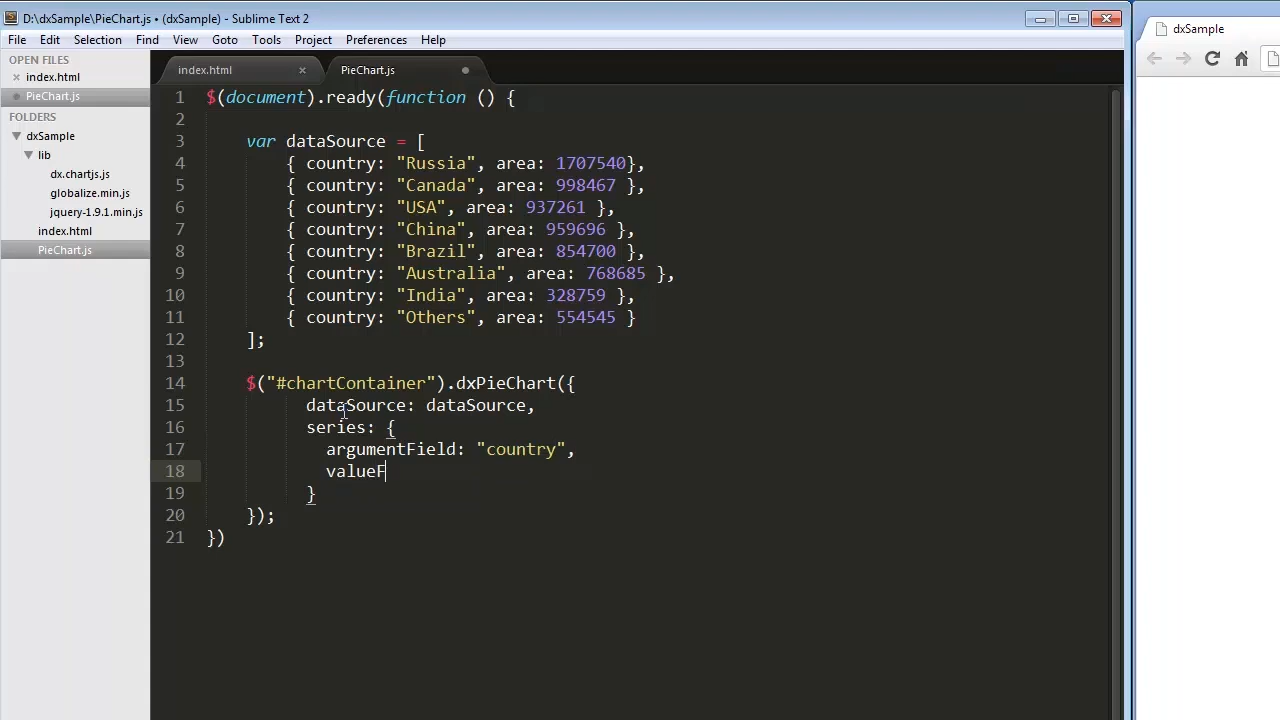 D:\dxSample\PieChart.js • (dxSample) - Sublime Text 2
File Edit Selection Find View Goto Tools Project Preferences Help
OPEN FILES
index.html
PieChart.js
FOLDERS
dxSample
lib
dx.chartjs.js
globalize.min.js
jquery-1.9.1.min.js
index.html
PieChart.js
index.html
PieChart.js
1 $(document).ready(function () {
2
3 var dataSource = [
4 { country: "Russia", area: 1707540},
5 { country: "Canada", area: 998467 },
6 { country: "USA", area: 937261 },
7 { country: "China", area: 959696 },
8 { country: "Brazil", area: 854700 },
9 { country: "Australia", area: 768685 },
10 { country: "India", area: 328759 },
11 { country: "Others", area: 554545 }
12 ];
13
14 $("#chartContainer").dxPieChart({
15 dataSource: dataSource,
16 series: {
17 argumentField: "country",
18 valueF
19 }
20 });
21 })
dxSample